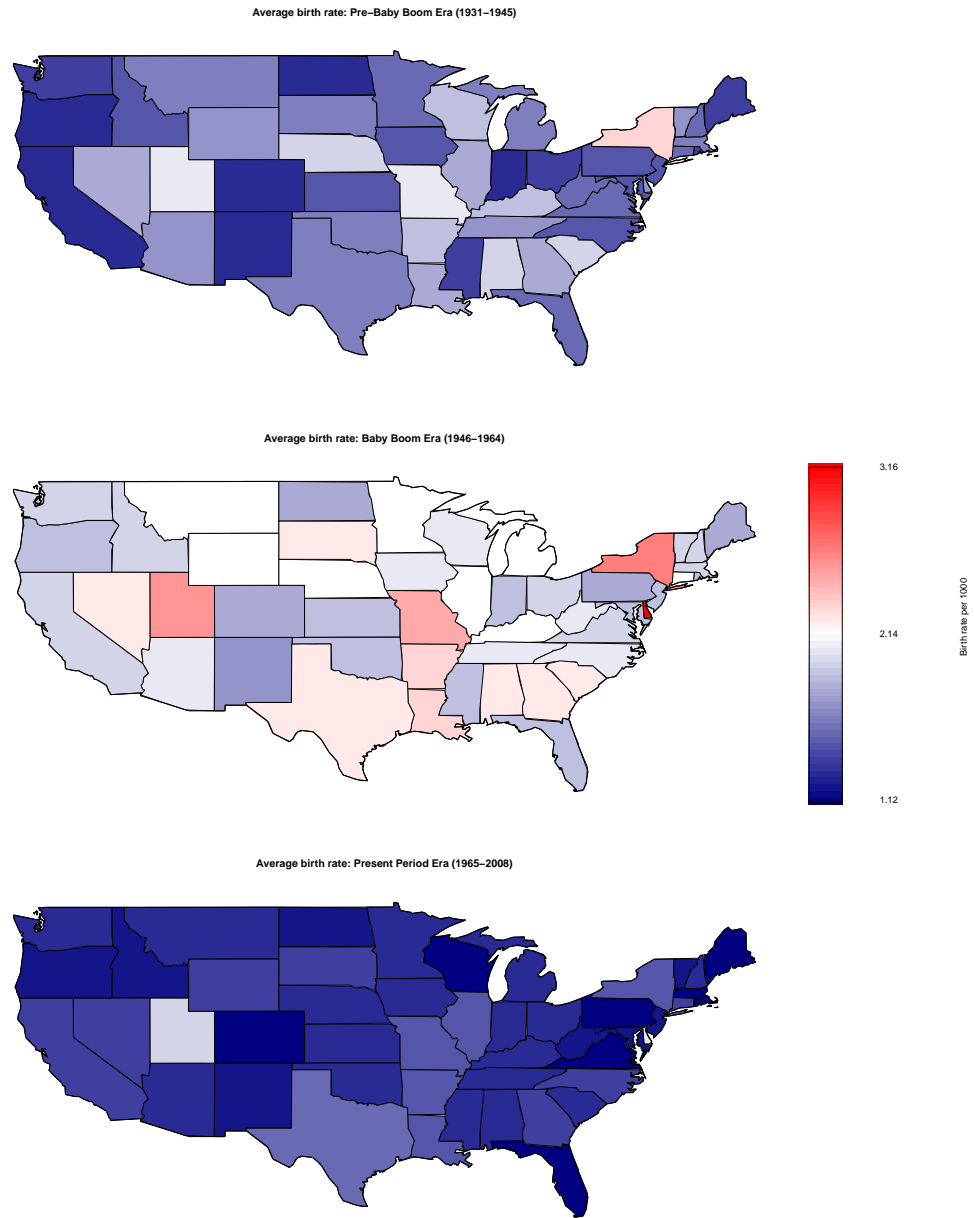 Average birth rate: Pre−Baby Boom Era (1931−1945)
Average birth rate: Baby Boom Era (1946−1964)
3.16
2.14
1.12
Birth rate per 1000
Average birth rate: Present Period Era (1965−2008)